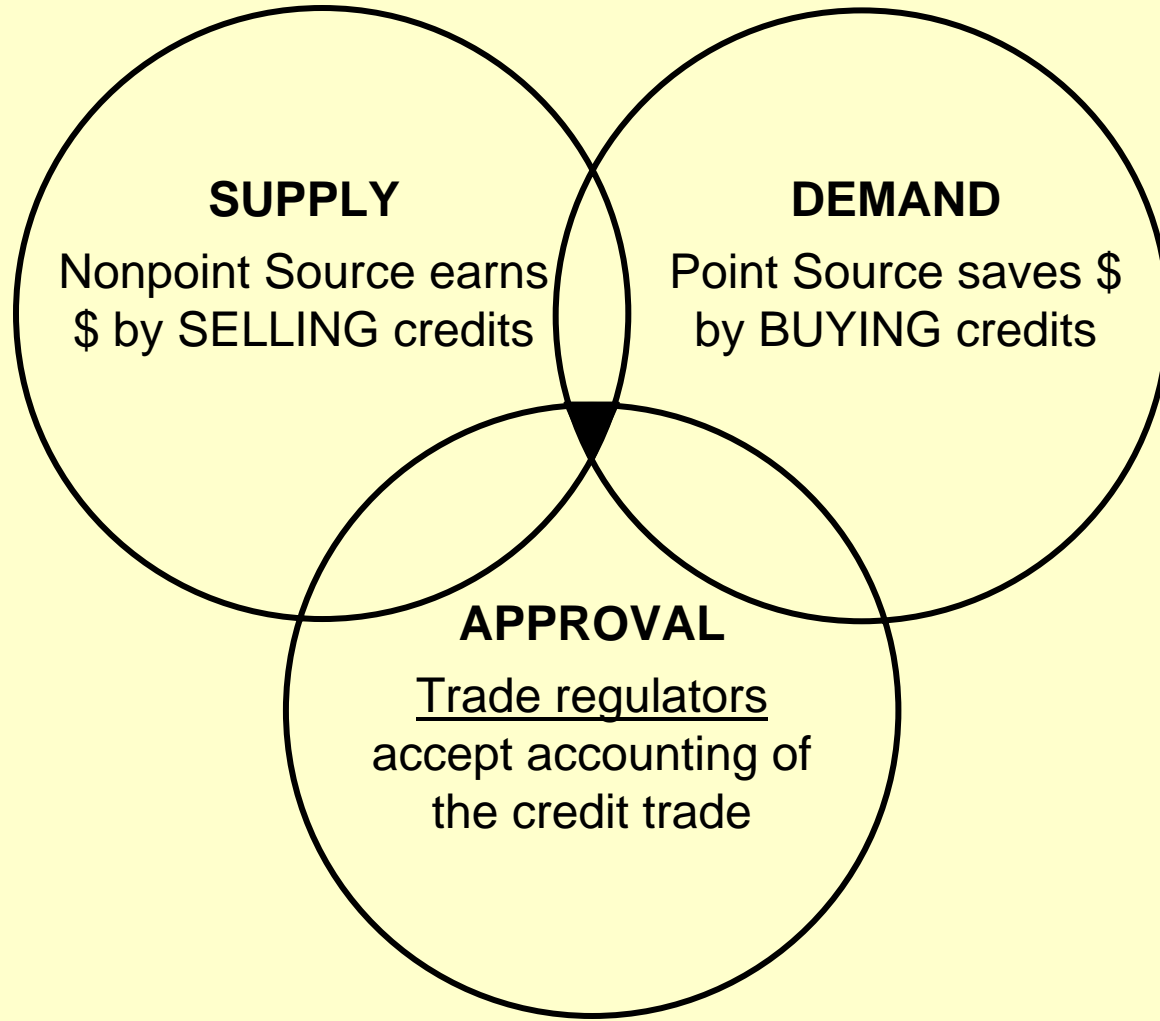 SUPPLY
Nonpoint Source earns
$ by SELLING credits
DEMAND
Point Source saves $
by BUYING credits
APPROVAL
Trade regulators
accept accounting of
the credit trade